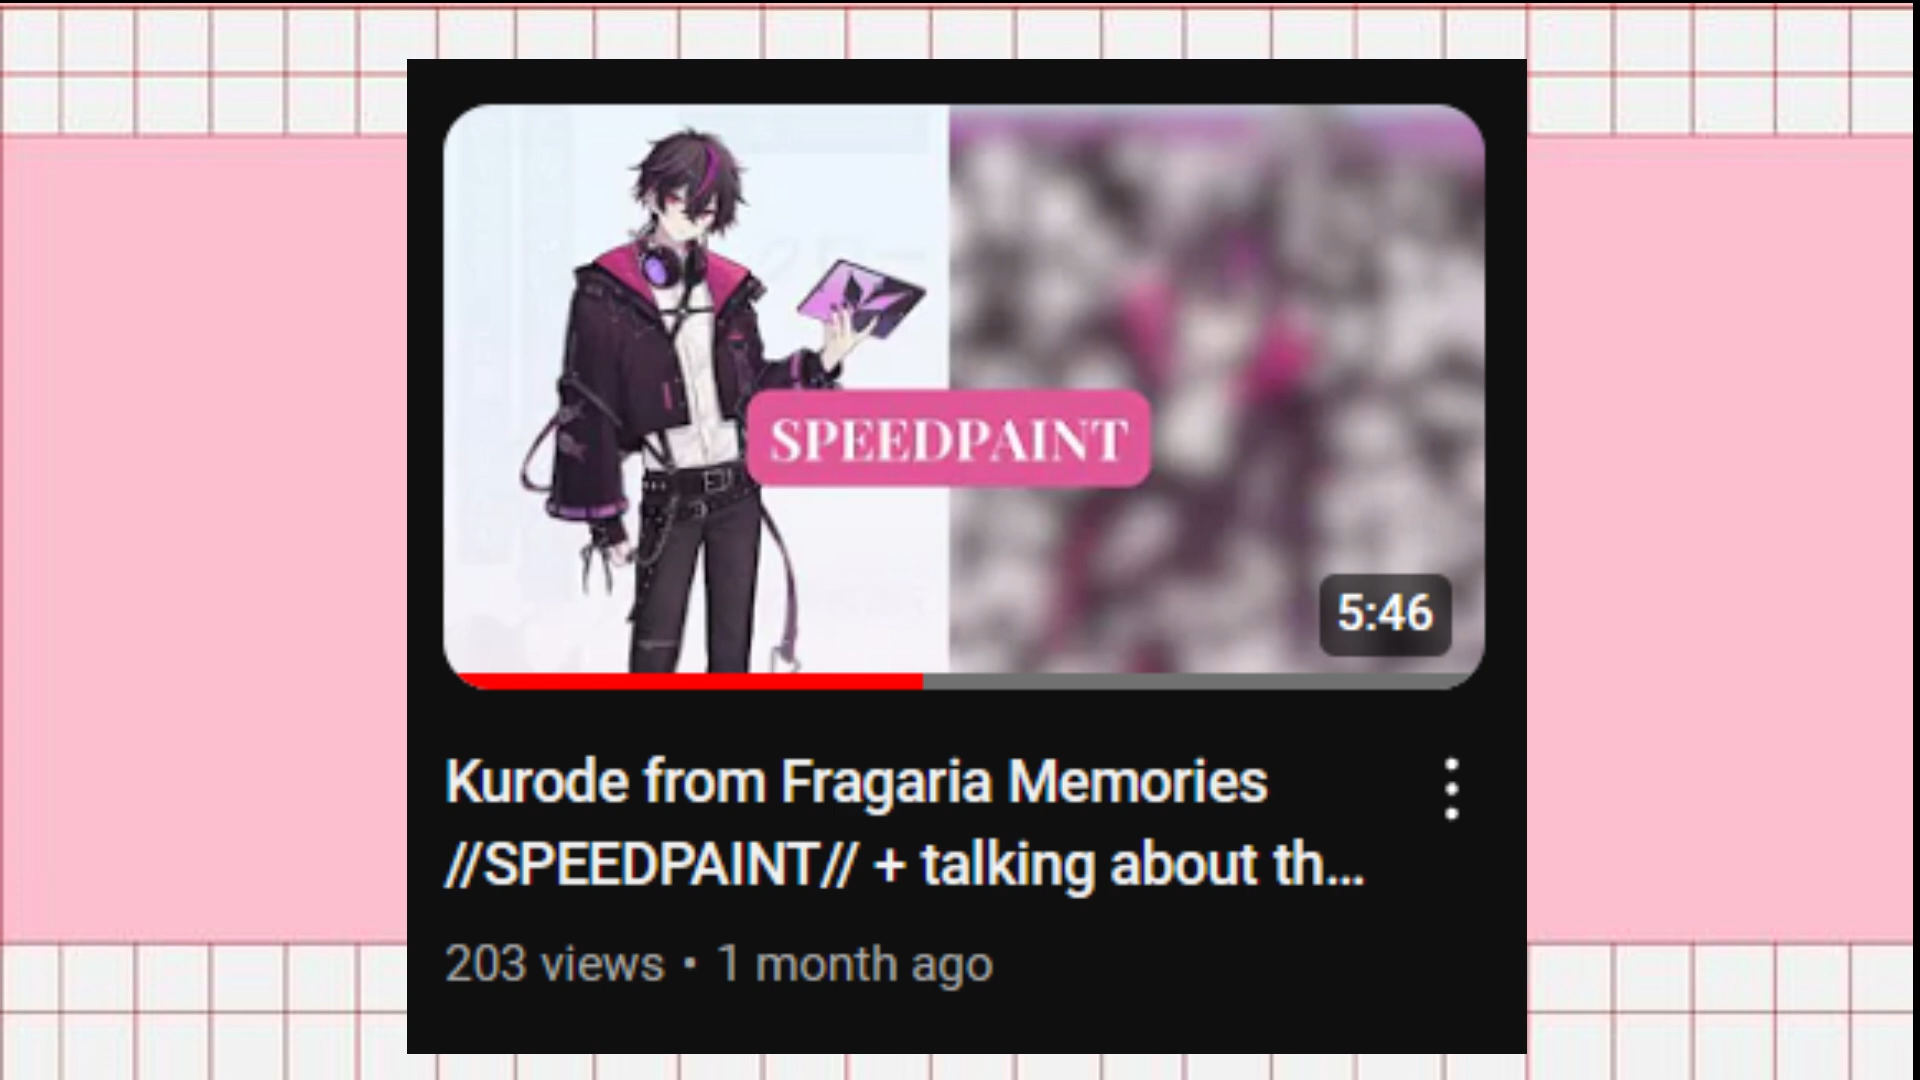 SPEEDPAINT
5:46
Kurode from Fragaria Memories
//SPEEDPAINT// + talking about th...
203 views • 1 month ago